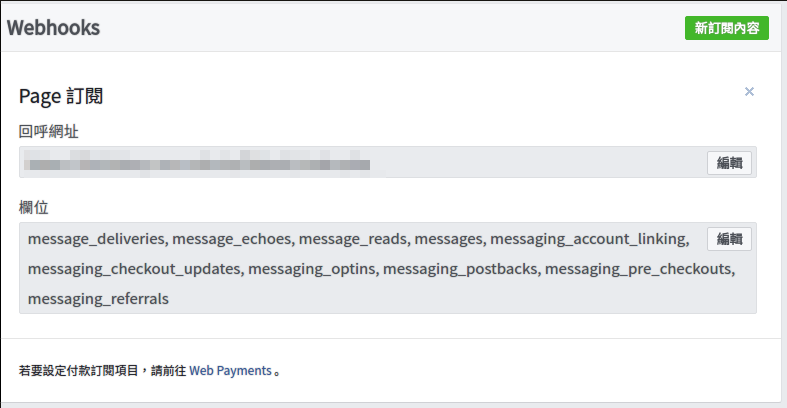 Webhooks
新訂閱內容
Page 訂閱
回呼網址
編輯
欄位
message_deliveries, message_echoes, message_reads, messages, messaging_account_linking,
編輯
messaging_checkout_updates, messaging_optins, messaging_postbacks, messaging_pre_checkouts,
messaging_referrals
若要設定付款訂閱項目，請前往 Web Payments 。